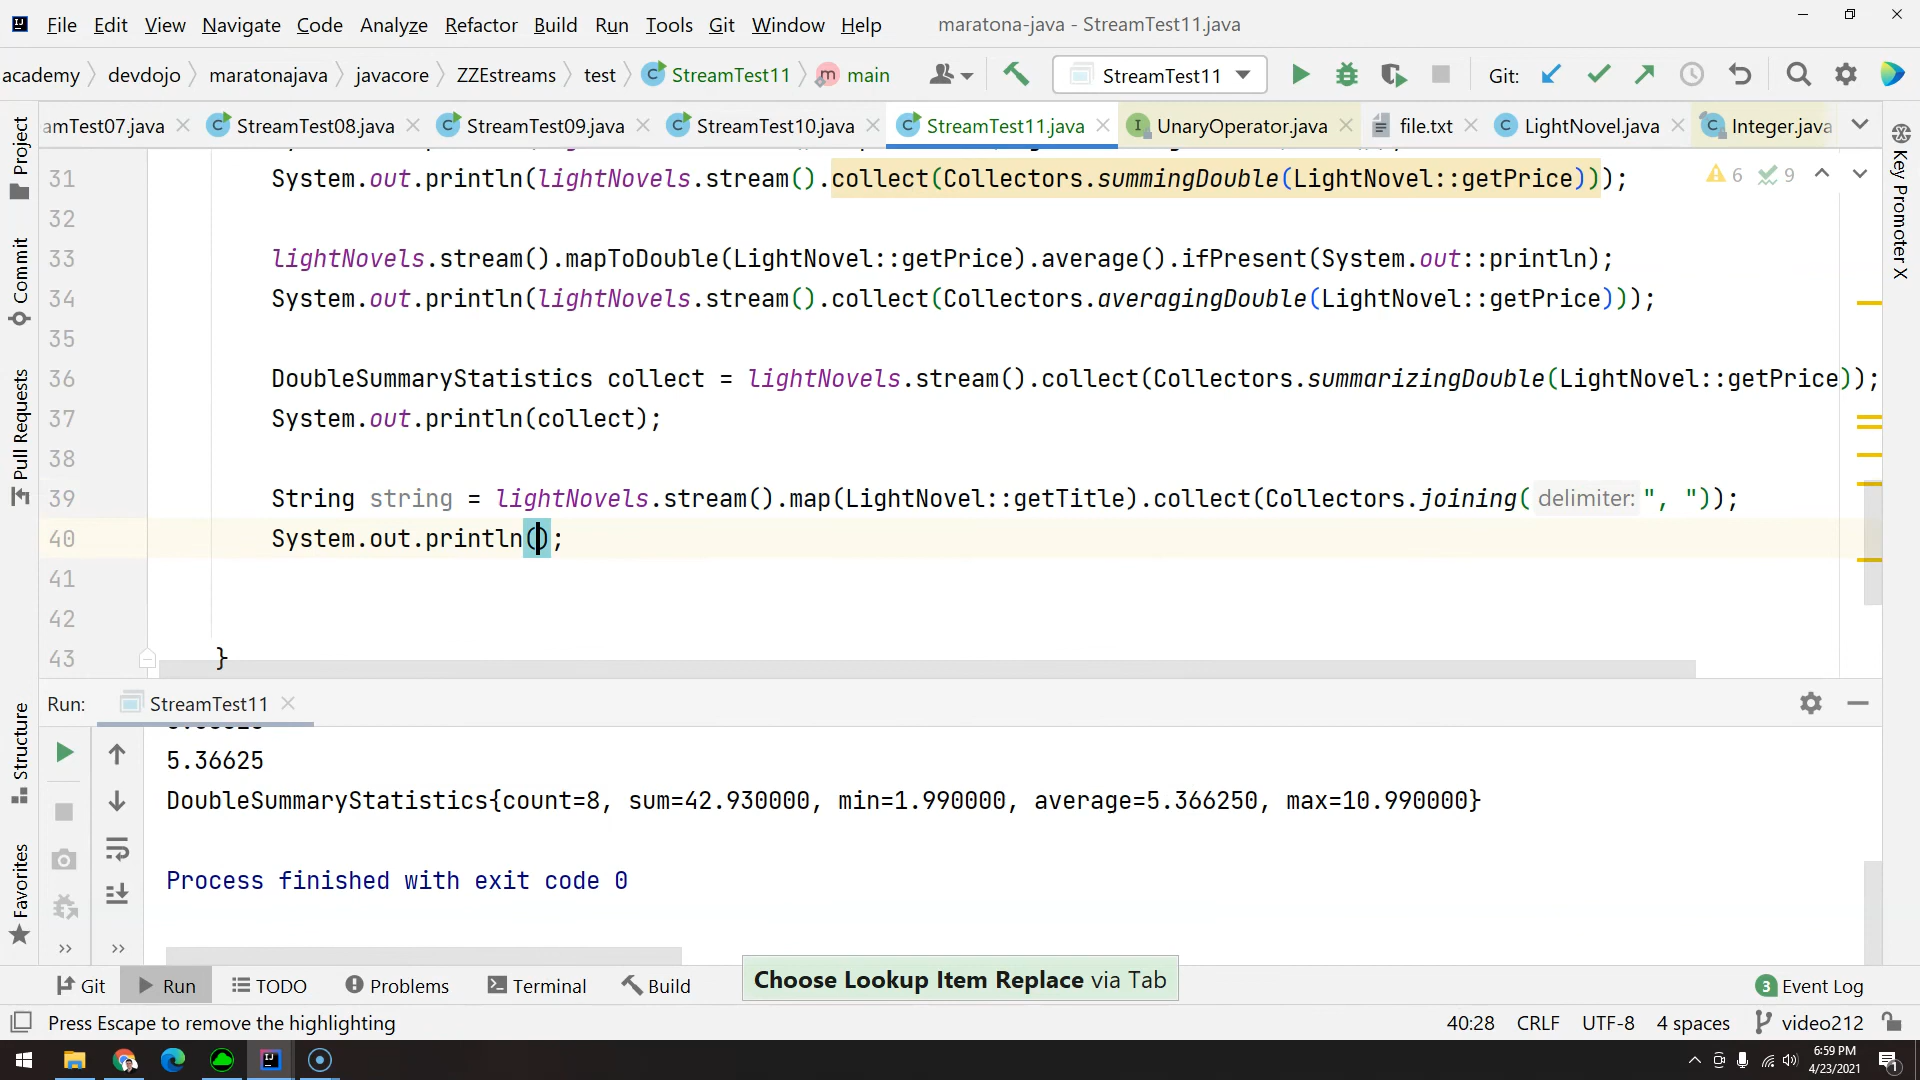 File Edit View Navigate Code Analyze Refactor Build Run Tools Git Window Help maratona-java - StreamTest11.java
academy devdojo maratonajava javacore ZZEstreams test StreamTest11 main StreamTest11 Git:
amTest07.java StreamTest08.java StreamTest09.java StreamTest10.java StreamTest11.java UnaryOperator.java file.txt LightNovel.java Integer.java
31 System.out.println(lightNovels.stream().collect(Collectors.summingDouble(LightNovel::getPrice))); 6 9
32
33 lightNovels.stream().mapToDouble(LightNovel::getPrice).average().ifPresent(System.out::println);
34 System.out.println(lightNovels.stream().collect(Collectors.averagingDouble(LightNovel::getPrice)));
35
36 DoubleSummaryStatistics collect = lightNovels.stream().collect(Collectors.summarizingDouble(LightNovel::getPrice));
37 System.out.println(collect);
38
39 String string = lightNovels.stream().map(LightNovel::getTitle).collect(Collectors.joining( delimiter: ", "));
40 System.out.println();
41
42
43 }
Project
Commit
Pull Requests
Structure
Favorites
Key Promoter X
Run: StreamTest11
5.36625
DoubleSummaryStatistics{count=8, sum=42.930000, min=1.990000, average=5.366250, max=10.990000}
Process finished with exit code 0
Choose Lookup Item Replace via Tab
Git Run TODO Problems Terminal Build 3 Event Log
Press Escape to remove the highlighting 40:28 CRLF UTF-8 4 spaces video212
6:59 PM
4/23/2021
1